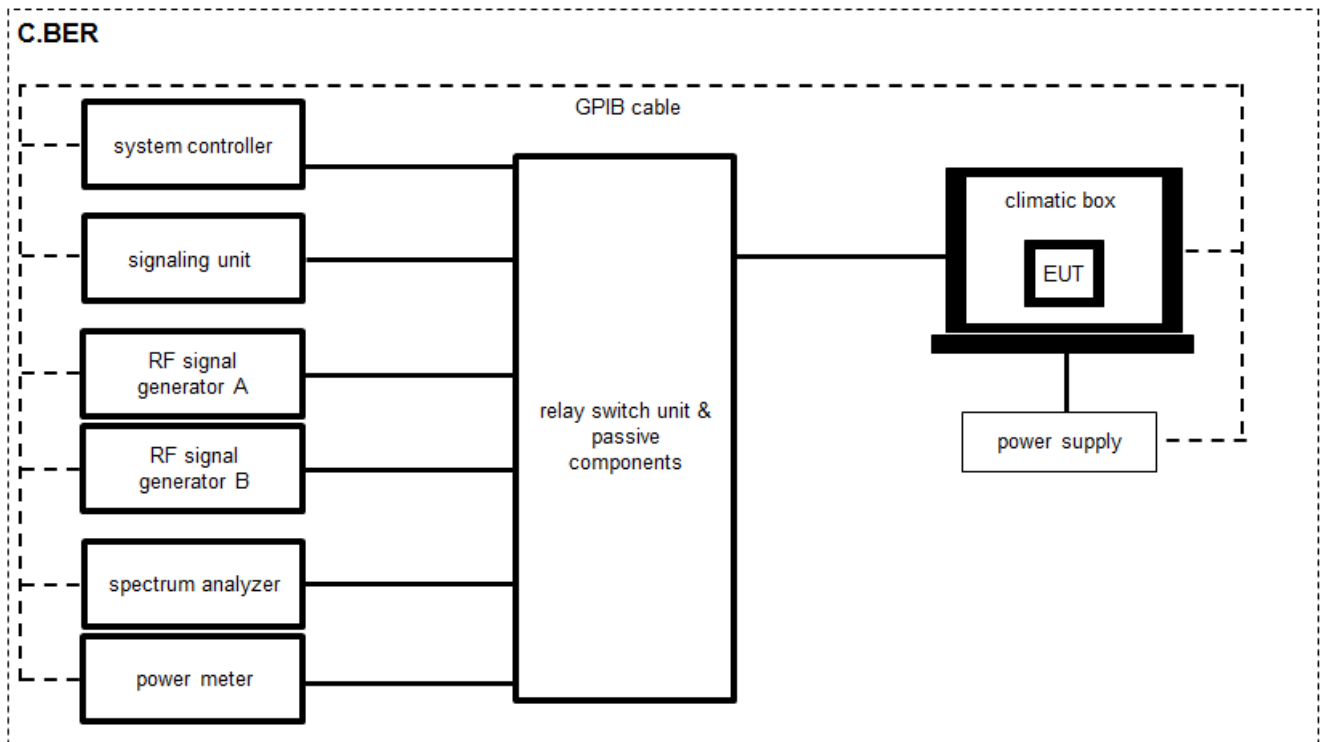 C.BER
GPIB cable
system controller
signaling unit
RF signal
generator A
RF signal
generator B
spectrum analyzer
power meter
relay switch unit &
passive
components
climatic box
EUT
power supply